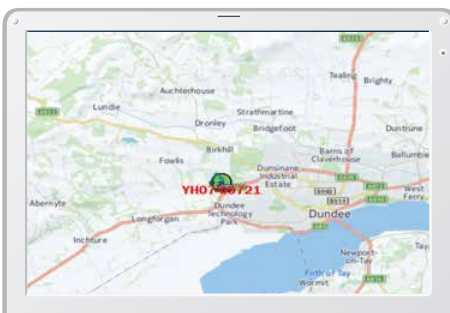 Tealing
Brighty
Auchterhouse
Lundie
Strathmartine
Dronley
Bridgefoot
Duntrune
Birkhill
Barns of
Claverhouse
Ballumbie
Fowlis
Dunsinane
Industrial
Estate
West
Ferry
Abernyte
Dundee
Technology
Park
Longforgan
Dundee
Inchture
Newport-
on-Tay
Tay
Firth of Tay
Wormit